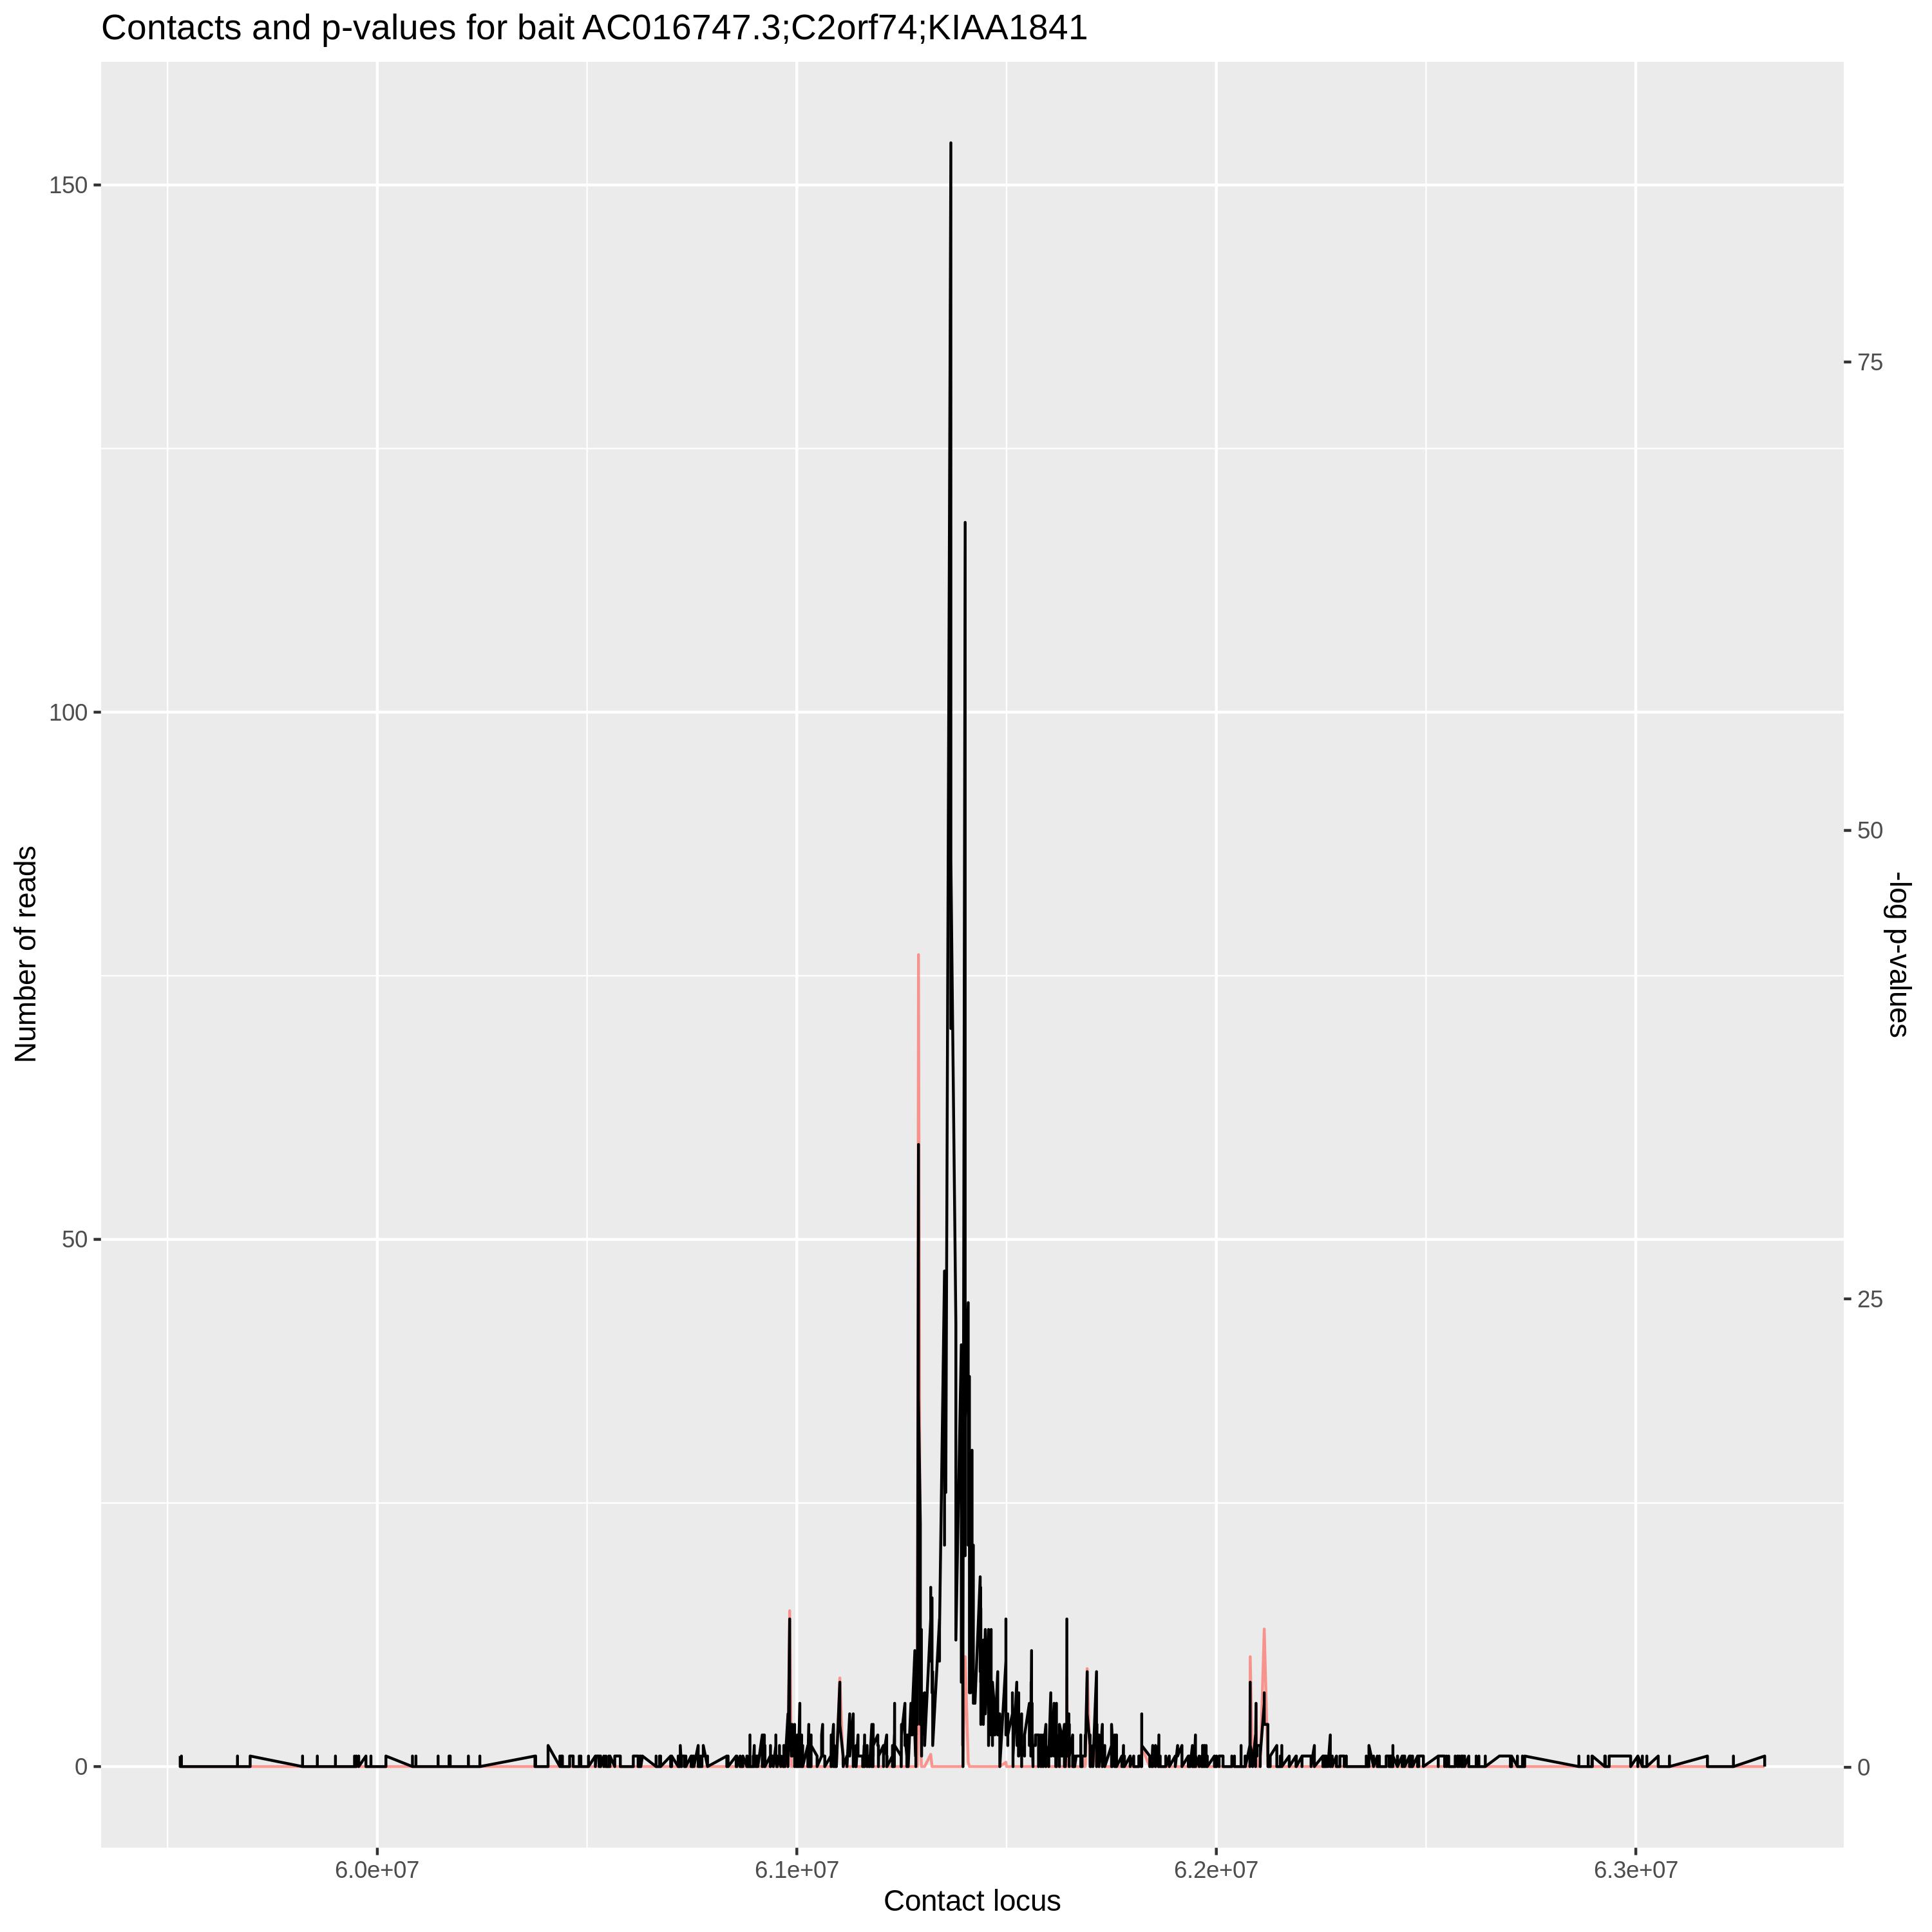 Contacts and p-values for bait AC016747.3;C2orf74;KIAA1841
150
100
50
0
75
50
25
0
Number of reads
-log p-values
6.0e+07
6.1e+07
6.2e+07
6.3e+07
Contact locus